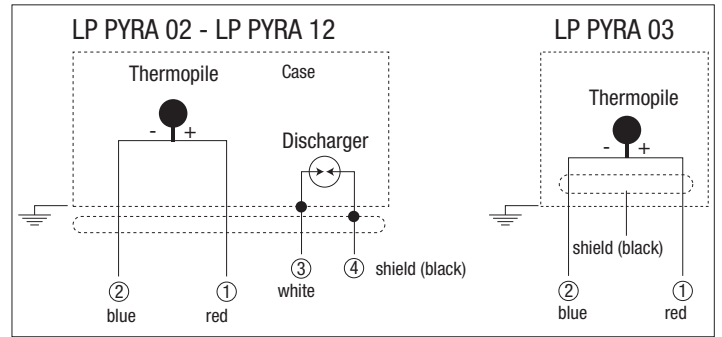 LP PYRA 02 - LP PYRA 12
Thermopile
Case
- +
Discharger
③ ④ shield (black)
white
② ①
blue red
LP PYRA 03
Thermopile
- +
shield (black)
② ①
blue red